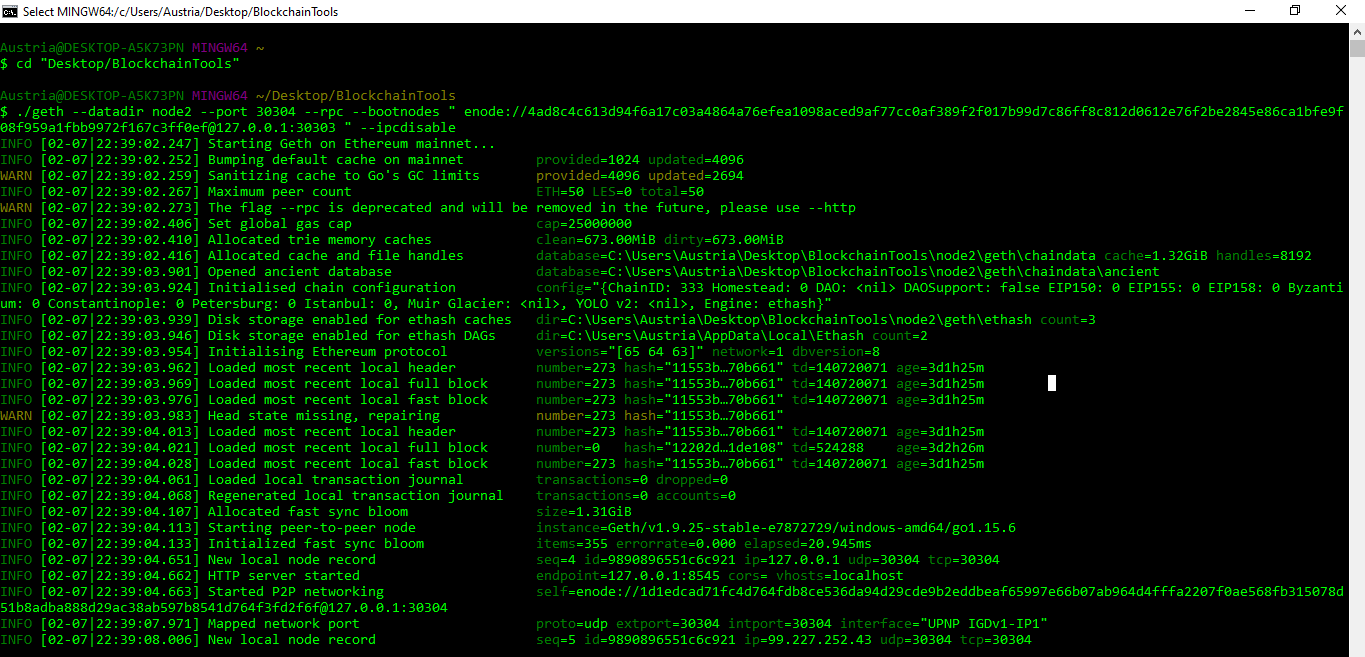 Select MINGW64:/c/Users/Austria/Desktop/BlockchainTools
Austria@DESKTOP-A5K73PN MINGW64 ~
$ cd "Desktop/BlockchainTools"
Austria@DESKTOP-A5K73PN MINGW64 ~/Desktop/BlockchainTools
$ ./geth --datadir node2 --port 30304 --rpc --bootnodes " enode://4ad8c4c613d94f6a17c03a4864a76efea1098aced9af77cc0af389f2f017b99d7c86ff8c812d0612e76f2be2845e86ca1bfe9f
08f959a1fbb9972f167c3ff0ef@127.0.0.1:30303 " --ipcdisable
INFO [02-07|22:39:02.247] Starting Geth on Ethereum mainnet...
INFO [02-07|22:39:02.252] Bumping default cache on mainnet provided=1024 updated=4096
WARN [02-07|22:39:02.259] Sanitizing cache to Go's GC limits provided=4096 updated=2694
INFO [02-07|22:39:02.267] Maximum peer count ETH=50 LES=0 total=50
WARN [02-07|22:39:02.273] The flag --rpc is deprecated and will be removed in the future, please use --http
INFO [02-07|22:39:02.406] Set global gas cap cap=25000000
INFO [02-07|22:39:02.410] Allocated trie memory caches clean=673.00MiB dirty=673.00MiB
INFO [02-07|22:39:02.416] Allocated cache and file handles database=C:\Users\Austria\Desktop\BlockchainTools\node2\geth\chaindata cache=1.32GiB handles=8192
INFO [02-07|22:39:03.901] Opened ancient database database=C:\Users\Austria\Desktop\BlockchainTools\node2\geth\chaindata\ancient
INFO [02-07|22:39:03.924] Initialised chain configuration config="{ChainID: 333 Homestead: 0 DAO: <nil> DAOSupport: false EIP150: 0 EIP155: 0 EIP158: 0 Byzanti
um: 0 Constantinople: 0 Petersburg: 0 Istanbul: 0, Muir Glacier: <nil>, YOLO v2: <nil>, Engine: ethash}"
INFO [02-07|22:39:03.939] Disk storage enabled for ethash caches dir=C:\Users\Austria\Desktop\BlockchainTools\node2\geth\ethash count=3
INFO [02-07|22:39:03.946] Disk storage enabled for ethash DAGs dir=C:\Users\Austria\AppData\Local\Ethash count=2
INFO [02-07|22:39:03.954] Initialising Ethereum protocol versions="[65 64 63]" network=1 dbversion=8
INFO [02-07|22:39:03.962] Loaded most recent local header number=273 hash="11553b…70b661" td=140720071 age=3d1h25m
INFO [02-07|22:39:03.969] Loaded most recent local full block number=273 hash="11553b…70b661" td=140720071 age=3d1h25m
INFO [02-07|22:39:03.976] Loaded most recent local fast block number=273 hash="11553b…70b661" td=140720071 age=3d1h25m
WARN [02-07|22:39:03.983] Head state missing, repairing number=273 hash="11553b…70b661"
INFO [02-07|22:39:04.013] Loaded most recent local header number=273 hash="11553b…70b661" td=140720071 age=3d1h25m
INFO [02-07|22:39:04.021] Loaded most recent local full block number=0 hash="12202d…1de108" td=524288 age=3d2h26m
INFO [02-07|22:39:04.028] Loaded most recent local fast block number=273 hash="11553b…70b661" td=140720071 age=3d1h25m
INFO [02-07|22:39:04.061] Loaded local transaction journal transactions=0 dropped=0
INFO [02-07|22:39:04.068] Regenerated local transaction journal transactions=0 accounts=0
INFO [02-07|22:39:04.107] Allocated fast sync bloom size=1.31GiB
INFO [02-07|22:39:04.113] Starting peer-to-peer node instance=Geth/v1.9.25-stable-e7872729/windows-amd64/go1.15.6
INFO [02-07|22:39:04.133] Initialized fast sync bloom items=355 errorrate=0.000 elapsed=20.945ms
INFO [02-07|22:39:04.651] New local node record seq=4 id=9890896551c6c921 ip=127.0.0.1 udp=30304 tcp=30304
INFO [02-07|22:39:04.662] HTTP server started endpoint=127.0.0.1:8545 cors= vhosts=localhost
INFO [02-07|22:39:04.663] Started P2P networking self=enode://1d1edcad71fc4d764fdb8ce536da94d29cde9b2eddbeaf65997e66b07ab964d4fffa2207f0ae568fb315078d
51b8adba888d29ac38ab597b8541d764f3fd2f6f@127.0.0.1:30304
INFO [02-07|22:39:07.971] Mapped network port proto=udp extport=30304 intport=30304 interface="UPNP IGDv1-IP1"
INFO [02-07|22:39:08.006] New local node record seq=5 id=9890896551c6c921 ip=99.227.252.43 udp=30304 tcp=30304